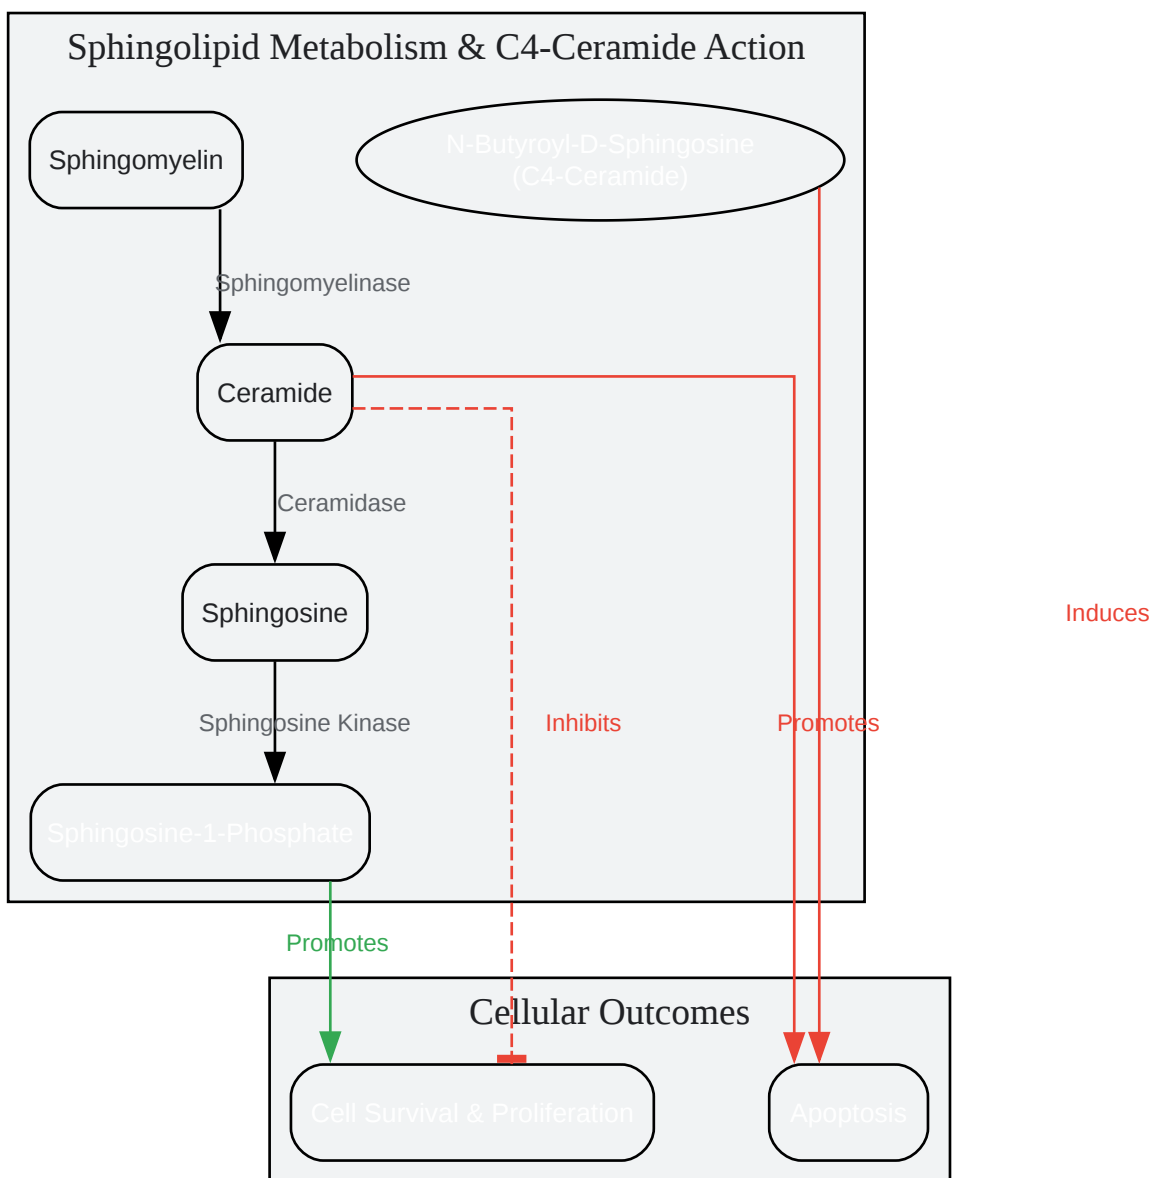 Sphingolipid Metabolism & C4-Ceramide Action
Sphingomyelin
N-Butyroyl-D-Sphingosine
(C4-Ceramide)
Sphingomyelinase
Ceramide
Ceramidase
Sphingosine
Induces
Sphingosine Kinase
Inhibits
Promotes
Sphingosine-1-Phosphate
Promotes
Cellular Outcomes
Cell Survival & Proliferation
Apoptosis